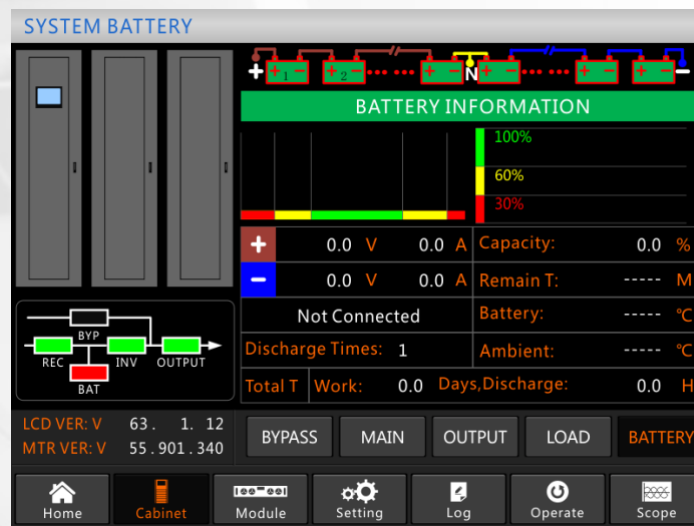 SYSTEM BATTERY
+ + 1 - + 2 - ... ... + - N + - ... ... + - + - -
BATTERY INFORMATION
100%
60%
30%
+ 0.0 V 0.0 A Capacity: 0.0 %
- 0.0 V 0.0 A Remain T: ----- M
Not Connected Battery: ----- ℃
Discharge Times: 1 Ambient: ----- ℃
Total T Work: 0.0 Days,Discharge: 0.0 H
BYP
REC INV OUTPUT
BAT
LCD VER: V 63. 1. 12
MTR VER: V 55.901.340
BYPASS MAIN OUTPUT LOAD BATTERY
Home Cabinet Module Setting Log Operate Scope